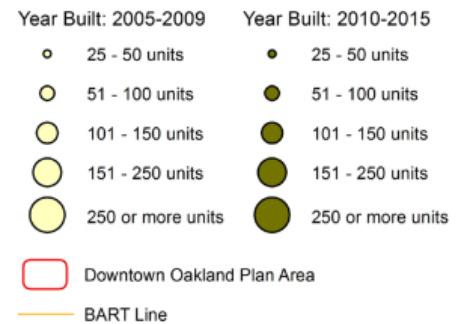 Year Built: 2005-2009
25 - 50 units
51 - 100 units
101 - 150 units
151 - 250 units
250 or more units
Year Built: 2010-2015
25 - 50 units
51 - 100 units
101 - 150 units
151 - 250 units
250 or more units
Downtown Oakland Plan Area
BART Line